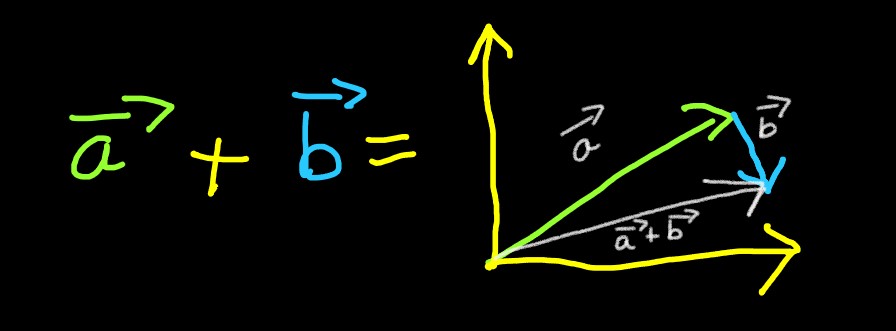 a⃗ + b⃗ =
a⃗
b⃗
a⃗+b⃗